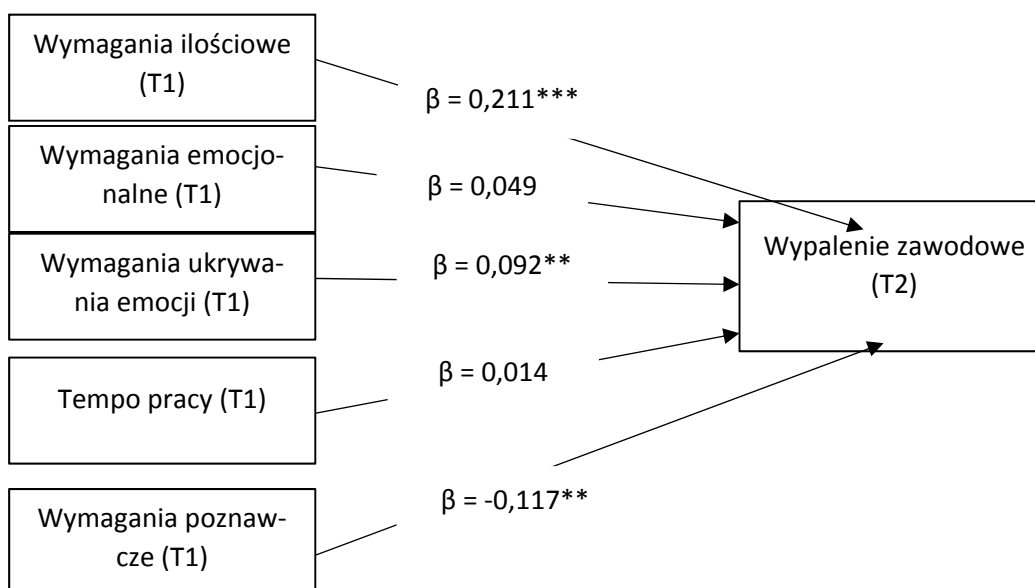 Wymagania ilościowe
(T1)
β = 0,211***
Wymagania emocjo-
nalne (T1)
β = 0,049
Wymagania ukrywa-
nia emocji (T1)
β = 0,092**
Wypalenie zawodowe
(T2)
Tempo pracy (T1)
β = 0,014
Wymagania poznaw-
cze (T1)
β = -0,117**